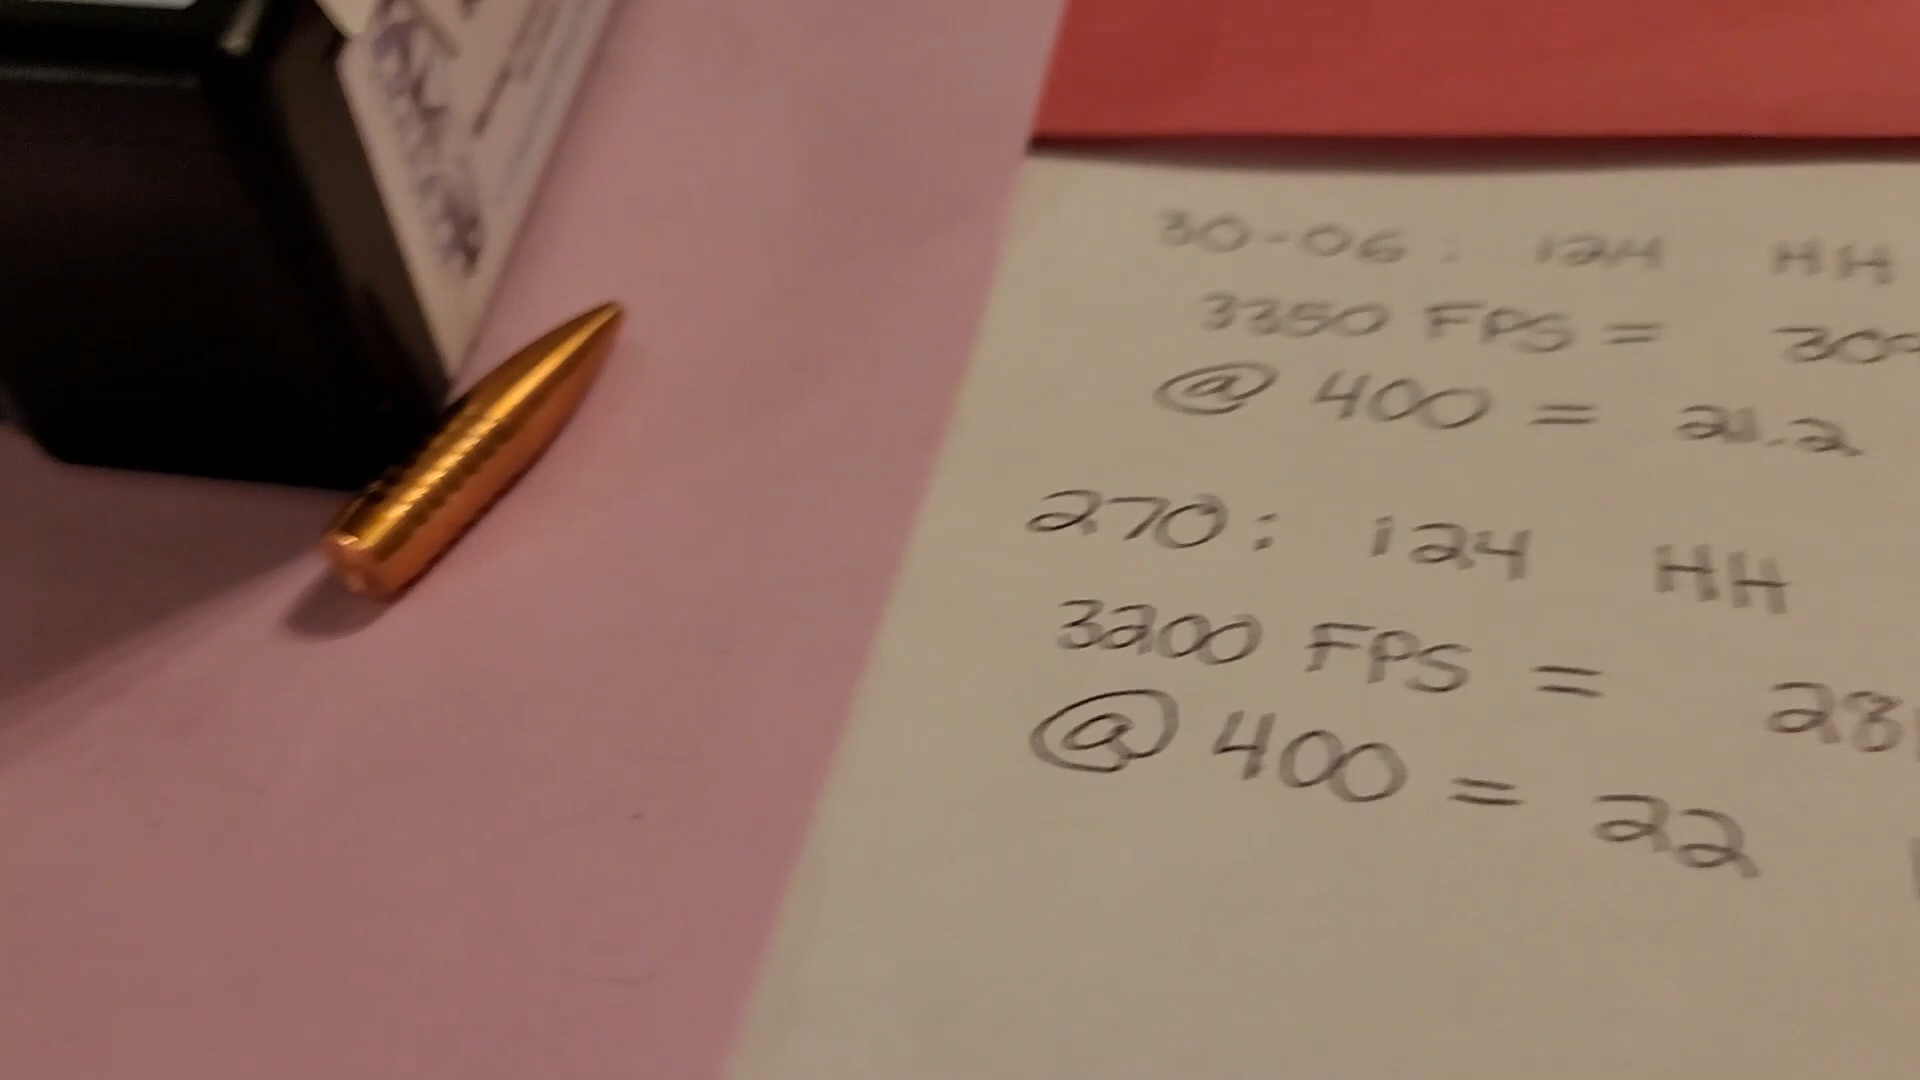 30-06: 124 HH
3350 FPS =
@ 400 = 21.2
270: 124 HH
3200 FPS =
@ 400 = 22